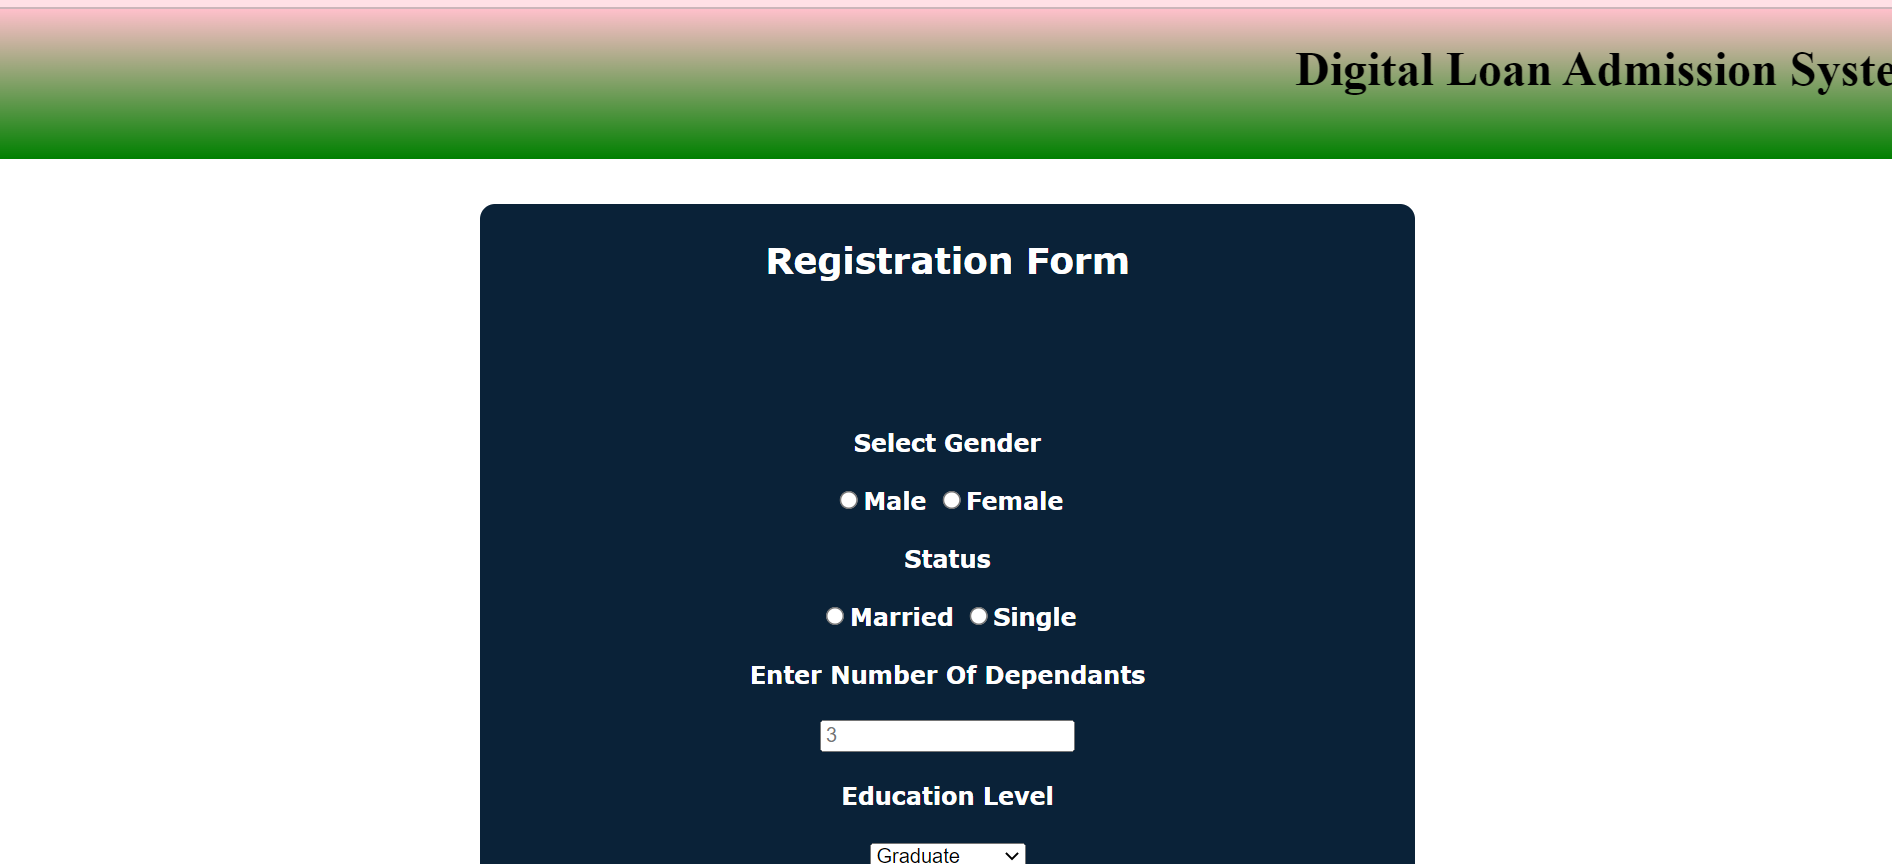 Digital Loan Admission Syste
Registration Form
Select Gender
Male Female
Status
Married Single
Enter Number Of Dependants
3
Education Level
Graduate